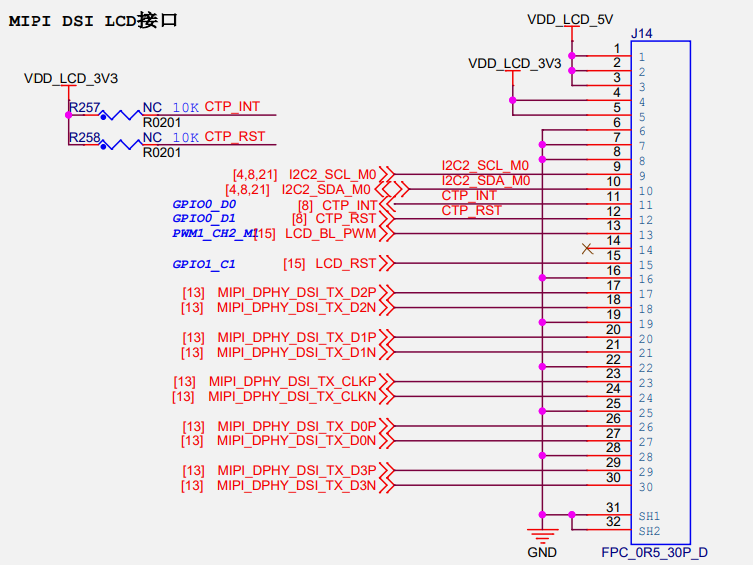 MIPI DSI LCD接口
VDD_LCD_5V
J14
VDD_LCD_3V3
VDD_LCD_3V3
R257 NC 10K CTP_INT
R0201
R258 NC 10K CTP_RST
R0201
1 1
2 2
3 3
4 4
5 5
6 6
7 7
8 8
[4,8,21] I2C2_SCL_M0 I2C2_SCL_M0 9 9
[4,8,21] I2C2_SDA_M0 I2C2_SDA_M0 10 10
GPIO0_D0 [8] CTP_INT CTP_INT 11 11
GPIO0_D1 [8] CTP_RST CTP_RST 12 12
PWM1_CH2_M1 [15] LCD_BL_PWM 13 13
14 14
GPIO1_C1 [15] LCD_RST 15 15
16 16
[13] MIPI_DPHY_DSI_TX_D2P 17 17
[13] MIPI_DPHY_DSI_TX_D2N 18 18
19 19
[13] MIPI_DPHY_DSI_TX_D1P 20 20
[13] MIPI_DPHY_DSI_TX_D1N 21 21
22 22
[13] MIPI_DPHY_DSI_TX_CLKP 23 23
[13] MIPI_DPHY_DSI_TX_CLKN 24 24
25 25
[13] MIPI_DPHY_DSI_TX_D0P 26 26
[13] MIPI_DPHY_DSI_TX_D0N 27 27
28 28
[13] MIPI_DPHY_DSI_TX_D3P 29 29
[13] MIPI_DPHY_DSI_TX_D3N 30 30
31 SH1
32 SH2
GND
FPC_0R5_30P_D